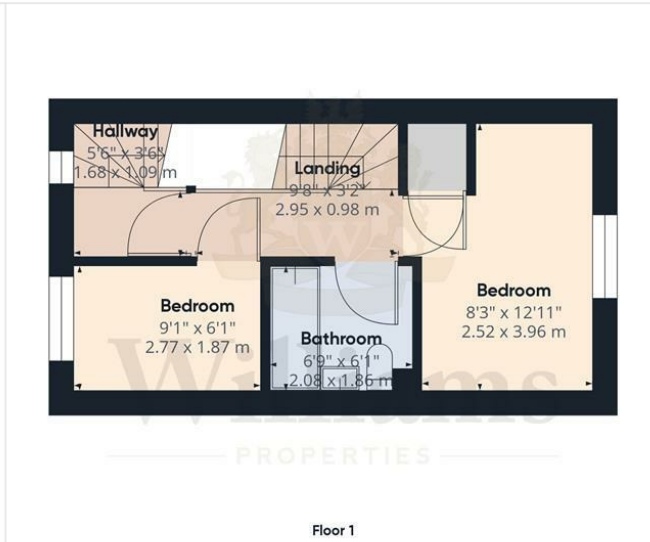 Hallway
5'6" x 3'6"
1.68 x 1.09 m
Landing
9'8" x 3'2"
2.95 x 0.98 m
Bedroom
9'1" x 6'1"
2.77 x 1.87 m
Bathroom
6'9" x 6'1"
2.08 x 1.86 m
Bedroom
8'3" x 12'11"
2.52 x 3.96 m
Williams
PROPERTIES
Floor 1